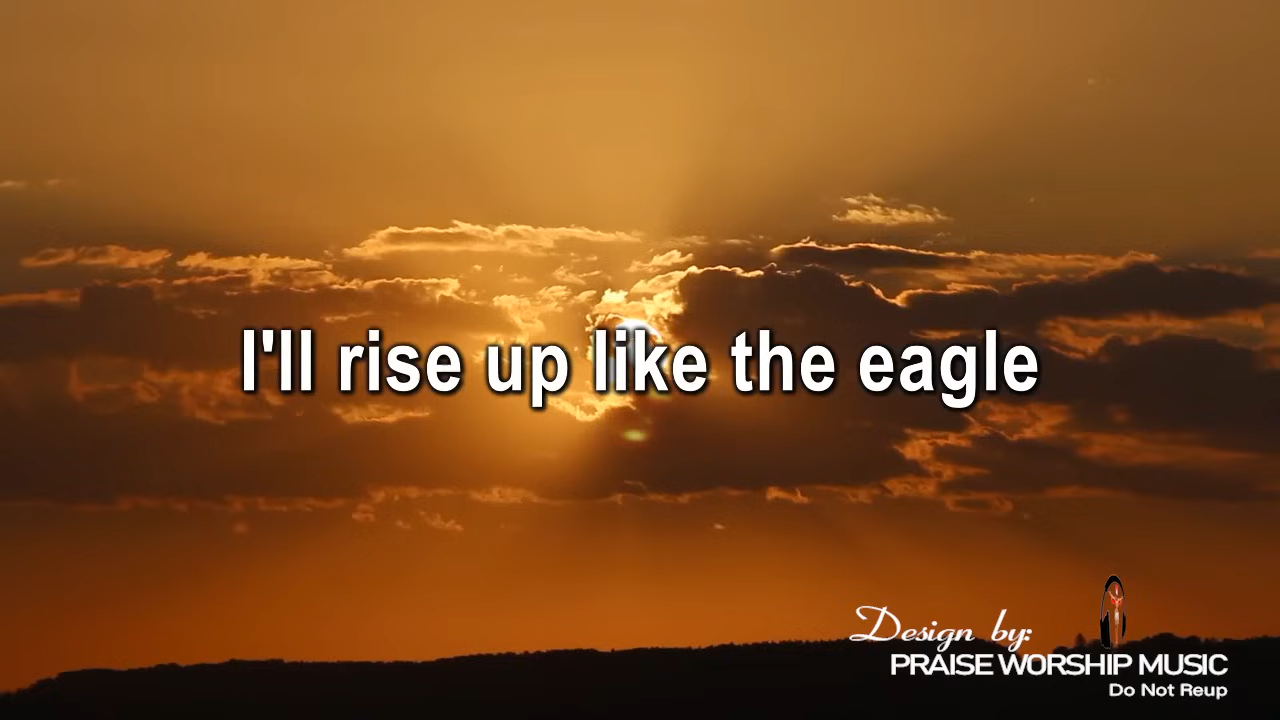 I'll rise up like the eagle
Design by:
PRAISE WORSHIP MUSIC
Do Not Reup